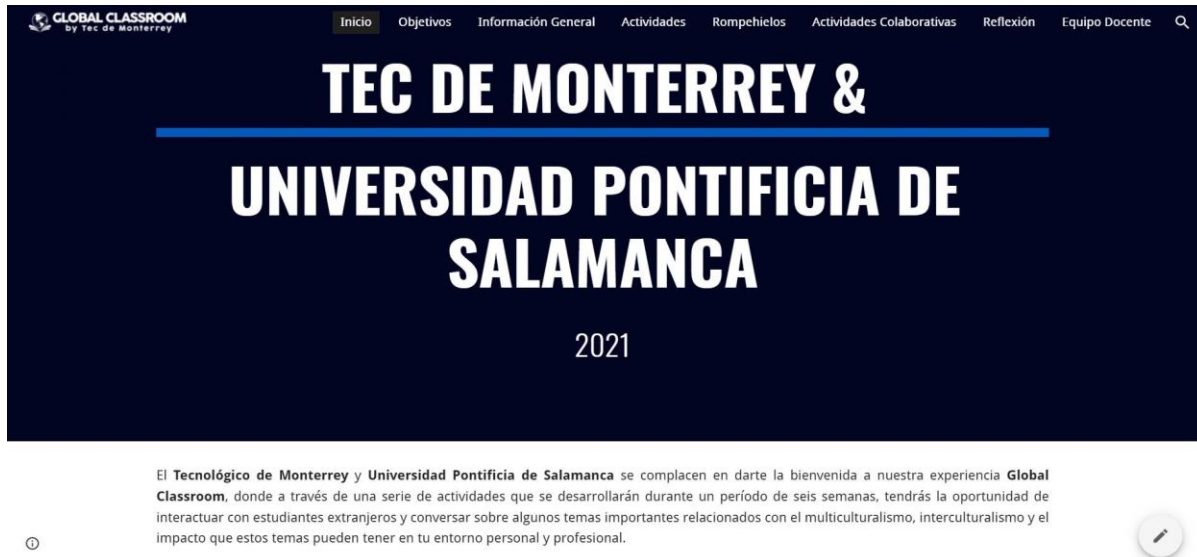 GLOBAL CLASSROOM
by Tec de Monterrey
Inicio Objetivos Información General Actividades Rompehielos Actividades Colaborativas Reflexión Equipo Docente
TEC DE MONTERREY &
UNIVERSIDAD PONTIFICIA DE
SALAMANCA
2021
El Tecnológico de Monterrey y Universidad Pontificia de Salamanca se complacen en darte la bienvenida a nuestra experiencia Global
Classroom, donde a través de una serie de actividades que se desarrollarán durante un período de seis semanas, tendrás la oportunidad de
interactuar con estudiantes extranjeros y conversar sobre algunos temas importantes relacionados con el multiculturalismo, interculturalismo y el
impacto que estos temas pueden tener en tu entorno personal y profesional.